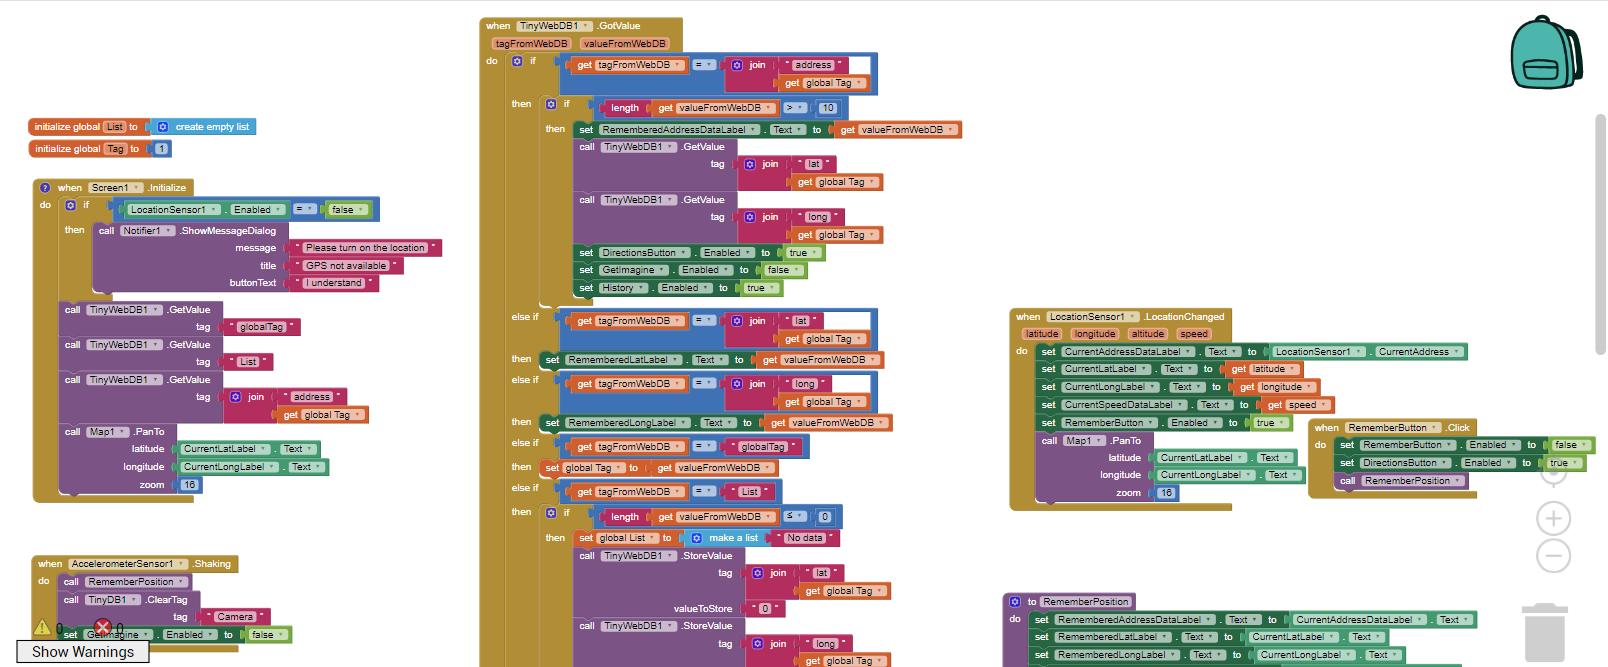 initialize global List to create empty list
initialize global Tag to 1
? when Screen1 .Initialize
do if LocationSensor1 . Enabled = false
then call Notifier1 .ShowMessageDialog
message " Please turn on the location "
title " GPS not available "
buttonText " I understand "
call TinyWebDB1 .GetValue
tag " globalTag "
call TinyWebDB1 .GetValue
tag " List "
call TinyWebDB1 .GetValue
tag join " address "
get global Tag
call Map1 .PanTo
latitude CurrentLatLabel . Text
longitude CurrentLongLabel . Text
zoom 16
when AccelerometerSensor1 .Shaking
do call RememberPosition
call TinyDB1 .ClearTag
tag " Camera "
set GetImagine . Enabled to false
0 0
Show Warnings
when TinyWebDB1 .GotValue
tagFromWebDB valueFromWebDB
do if get tagFromWebDB = join " address "
get global Tag
then if length get valueFromWebDB > 10
then set RememberedAddressDataLabel . Text to get valueFromWebDB
call TinyWebDB1 .GetValue
tag join " lat "
get global Tag
call TinyWebDB1 .GetValue
tag join " long "
get global Tag
set DirectionsButton . Enabled to true
set GetImagine . Enabled to false
set History . Enabled to true
else if get tagFromWebDB = join " lat "
get global Tag
then set RememberedLatLabel . Text to get valueFromWebDB
else if get tagFromWebDB = join " long "
get global Tag
then set RememberedLongLabel . Text to get valueFromWebDB
else if get tagFromWebDB = " globalTag "
then set global Tag to get valueFromWebDB
else if get tagFromWebDB = " List "
then if length get valueFromWebDB ≤ 0
then set global List to make a list " No data "
call TinyWebDB1 .StoreValue
tag join " lat "
get global Tag
valueToStore " 0 "
call TinyWebDB1 .StoreValue
tag join " long "
get global Tag
when LocationSensor1 .LocationChanged
latitude longitude altitude speed
do set CurrentAddressDataLabel . Text to LocationSensor1 . CurrentAddress
set CurrentLatLabel . Text to get latitude
set CurrentLongLabel . Text to get longitude
set CurrentSpeedDataLabel . Text to get speed
set RememberButton . Enabled to true
call Map1 .PanTo
latitude CurrentLatLabel . Text
longitude CurrentLongLabel . Text
zoom 16
when RememberButton .Click
do set RememberButton . Enabled to false
set DirectionsButton . Enabled to true
call RememberPosition
to RememberPosition
do set RememberedAddressDataLabel . Text to CurrentAddressDataLabel . Text
set RememberedLatLabel . Text to CurrentLatLabel . Text
set RememberedLongLabel . Text to CurrentLongLabel . Text